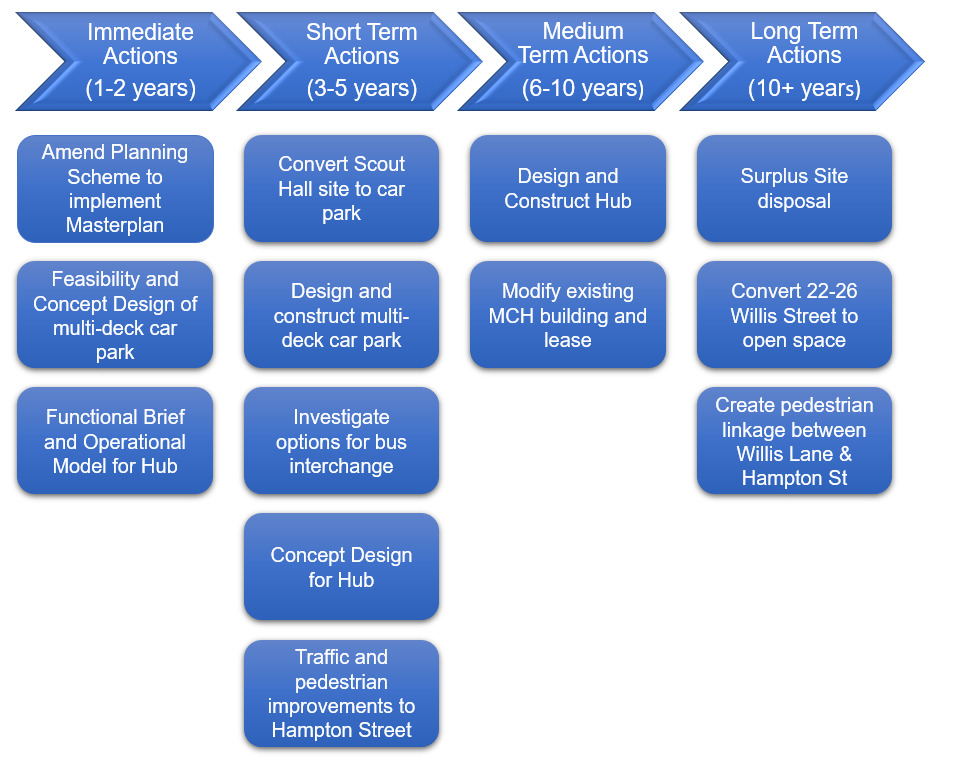 Immediate
Actions
(1-2 years)
Short Term
Actions
(3-5 years)
Medium
Term Actions
(6-10 years)
Long Term
Actions
(10+ years)
Amend Planning
Scheme to
implement
Masterplan
Feasibility and
Concept Design of
multi-deck car
park
Functional Brief
and Operational
Model for Hub
Convert Scout
Hall site to car
park
Design and
construct multi-
deck car park
Investigate
options for bus
interchange
Concept Design
for Hub
Traffic and
pedestrian
improvements to
Hampton Street
Design and
Construct Hub
Modify existing
MCH building and
lease
Surplus Site
disposal
Convert 22-26
Willis Street to
open space
Create pedestrian
linkage between
Willis Lane &
Hampton St